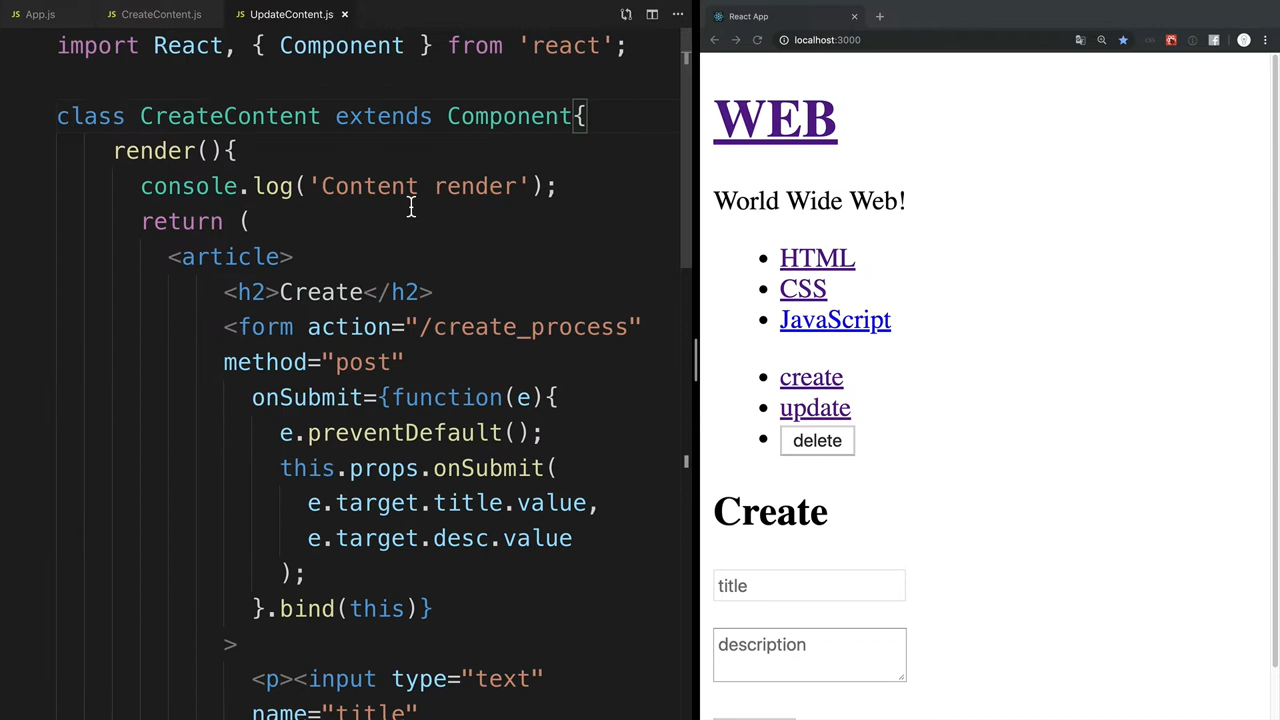 JS App.js
JS CreateContent.js
JS UpdateContent.js ×
import React, { Component } from 'react';
class CreateContent extends Component{
render(){
console.log('Content render');
return (
<article>
<h2>Create</h2>
<form action="/create_process"
method="post"
onSubmit={function(e){
e.preventDefault();
this.props.onSubmit(
e.target.title.value,
e.target.desc.value
);
}.bind(this)}
>
<p><input type="text"
name="title"
React App
localhost:3000
WEB
World Wide Web!
• HTML
• CSS
• JavaScript
• create
• update
• delete
Create
title
description